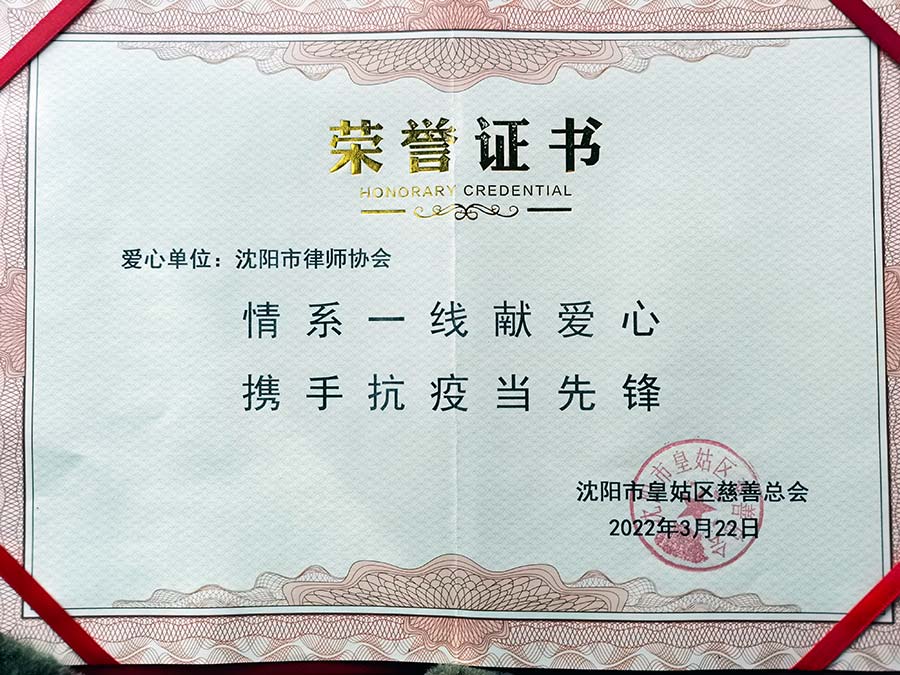 荣誉证书
HONORARY CREDENTIAL
爱心单位：沈阳市律师协会
情系一线献爱心
携手抗疫当先锋
沈阳市皇姑区慈善总会
2022年3月22日